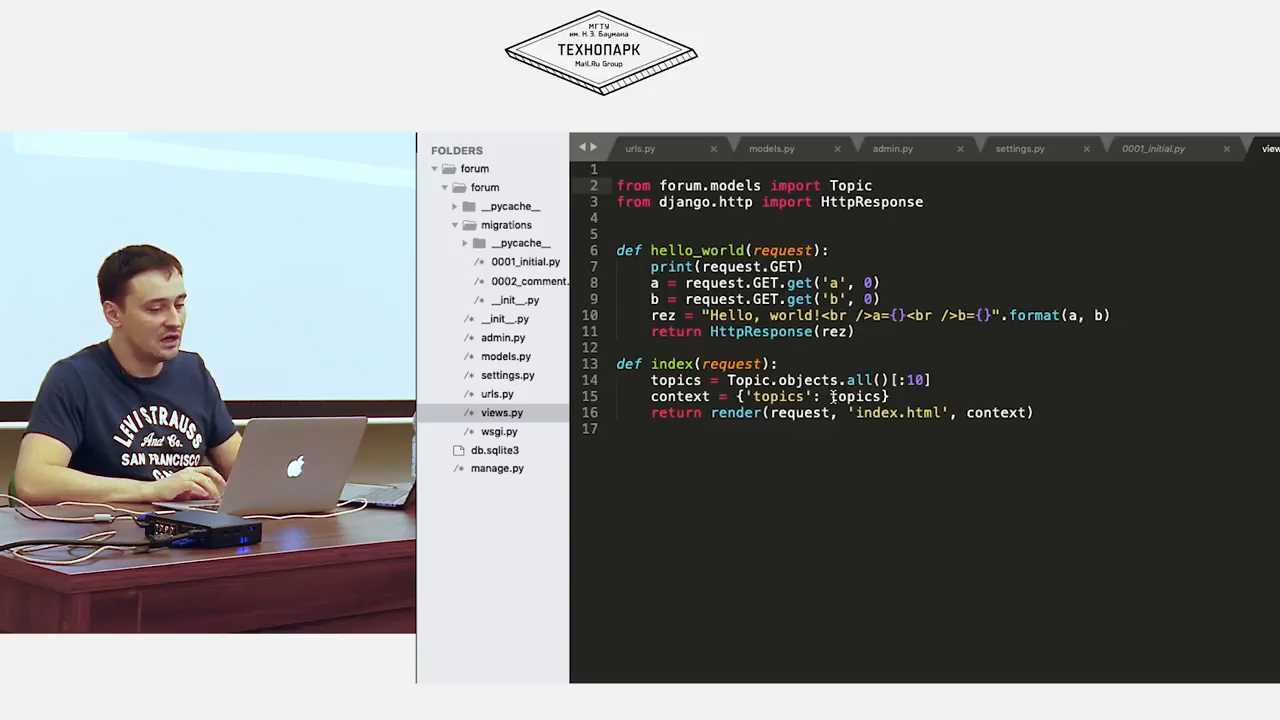 МГТУ
им. Н.Э. Баумана
ТЕХНОПАРК
Mail.Ru Group
LEVI STRAUSS
And Co.
SAN FRANCISCO
FOLDERS
forum
forum
__pycache__
migrations
__pycache__
0001_initial.py
0002_comment.
__init__.py
__init__.py
admin.py
models.py
settings.py
urls.py
views.py
wsgi.py
db.sqlite3
manage.py
urls.py
models.py
admin.py
settings.py
0001_initial.py
view
1
2 from forum.models import Topic
3 from django.http import HttpResponse
4
5
6 def hello_world(request):
7 print(request.GET)
8 a = request.GET.get('a', 0)
9 b = request.GET.get('b', 0)
10 rez = "Hello, world!<br />a={}<br />b={}".format(a, b)
11 return HttpResponse(rez)
12
13 def index(request):
14 topics = Topic.objects.all()[:10]
15 context = {'topics': topics}
16 return render(request, 'index.html', context)
17